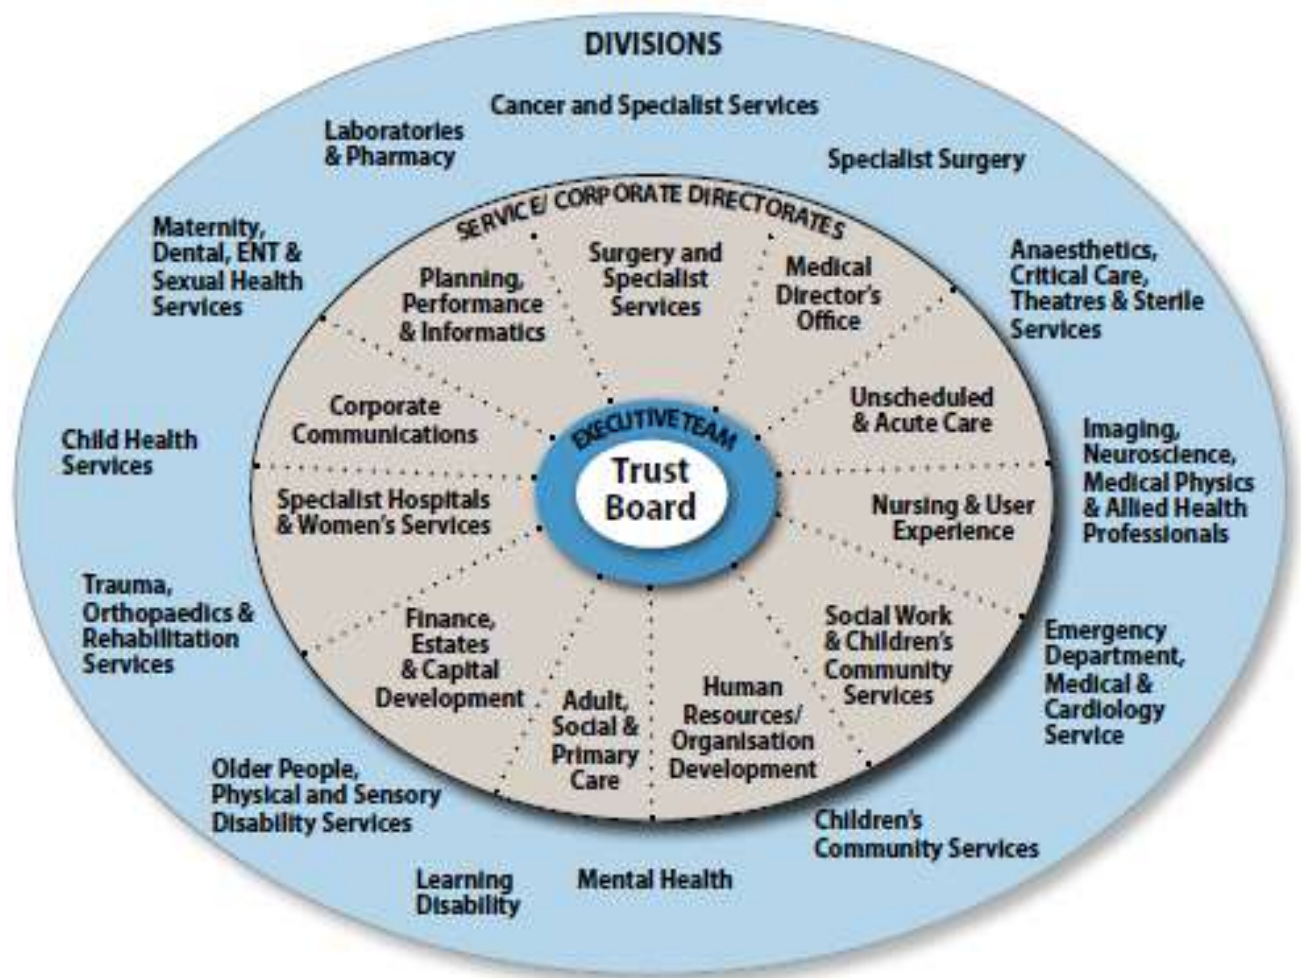 DIVISIONS
Cancer and Specialist Services
Laboratories
& Pharmacy
Specialist Surgery
Maternity,
Dental, ENT &
Sexual Health
Services
Anaesthetics,
Critical Care,
Theatres & Sterile
Services
Child Health
Services
Imaging,
Neuroscience,
Medical Physics
& Allied Health
Professionals
Trauma,
Orthopaedics &
Rehabilitation
Services
Emergency
Department,
Medical &
Cardiology
Service
Older People,
Physical and Sensory
Disability Services
Children's
Community Services
Learning
Disability
Mental Health
SERVICE/ CORPORATE DIRECTORATES
Planning,
Performance
& Informatics
Surgery and
Specialist
Services
Medical
Director's
Office
Corporate
Communications
Unscheduled
& Acute Care
Specialist Hospitals
& Women's Services
Nursing & User
Experience
Finance,
Estates
& Capital
Development
Adult,
Social &
Primary
Care
Human
Resources/
Organisation
Development
Social Work
& Children's
Community
Services
EXECUTIVE TEAM
Trust
Board